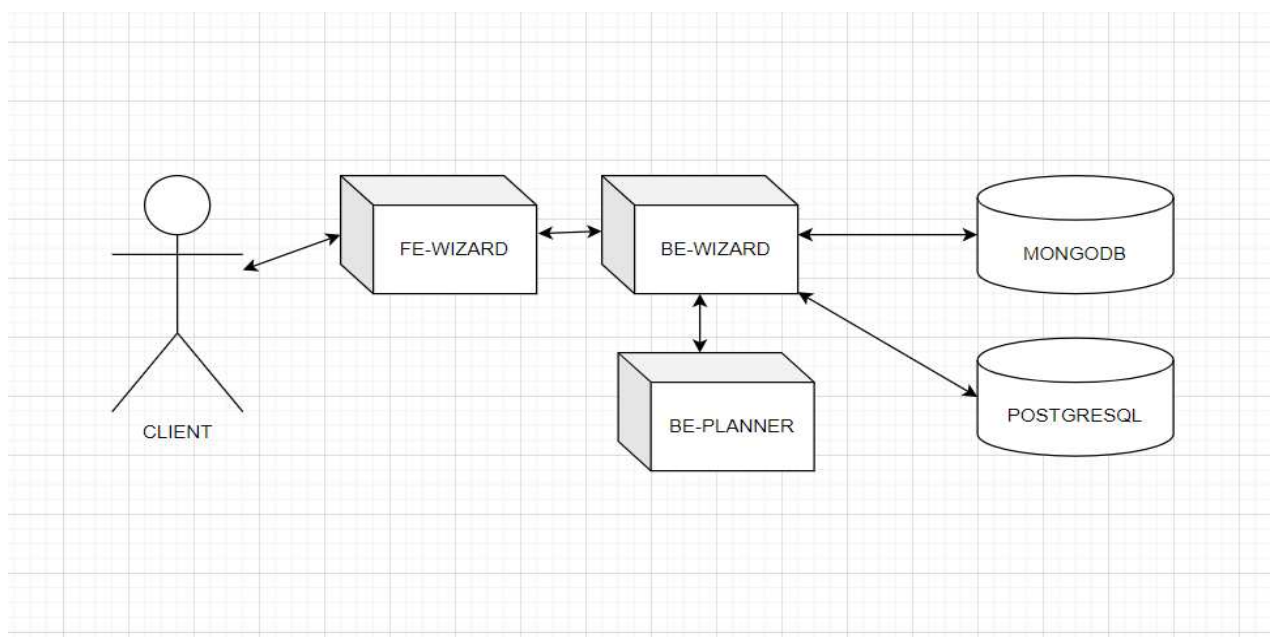 FE-WIZARD
BE-WIZARD
MONGODB
BE-PLANNER
POSTGRESQL
CLIENT